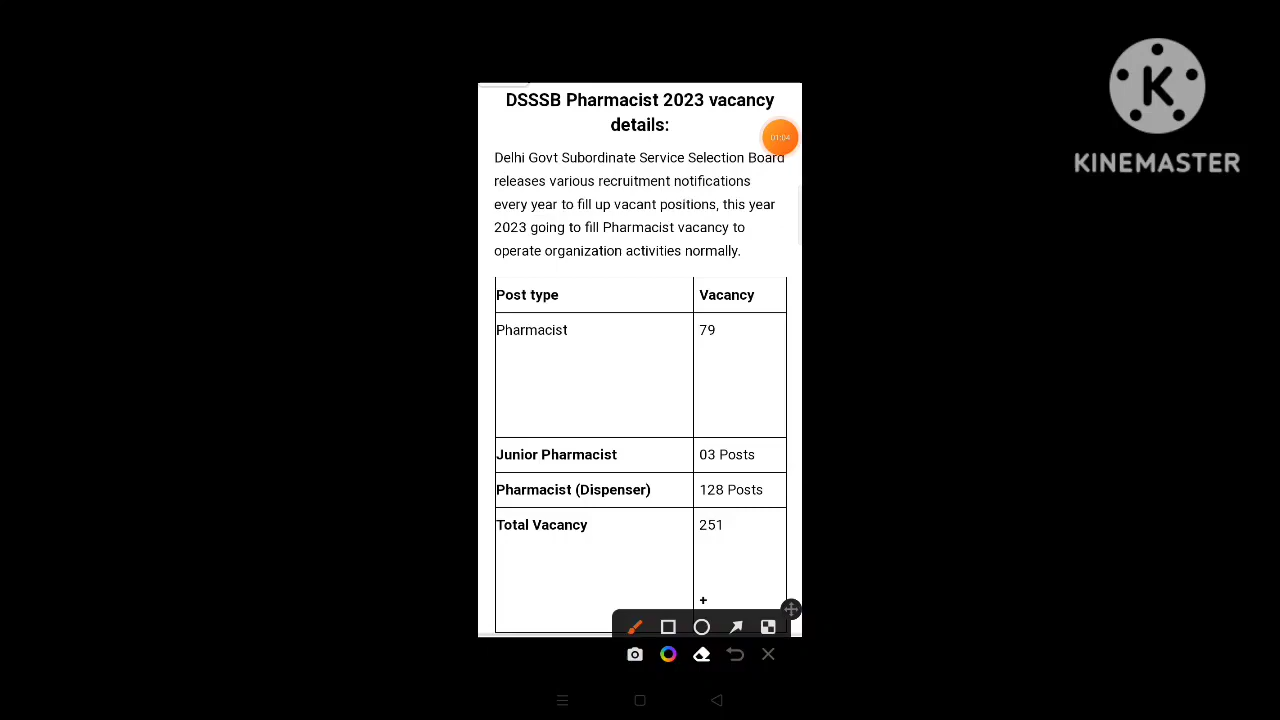 DSSSB Pharmacist 2023 vacancy
details:
01:04
Delhi Govt Subordinate Service Selection Board
releases various recruitment notifications
every year to fill up vacant positions, this year
2023 going to fill Pharmacist vacancy to
operate organization activities normally.
Post type Vacancy
Pharmacist 79
Junior Pharmacist 03 Posts
Pharmacist (Dispenser) 128 Posts
Total Vacancy 251
+
K
KINEMASTER